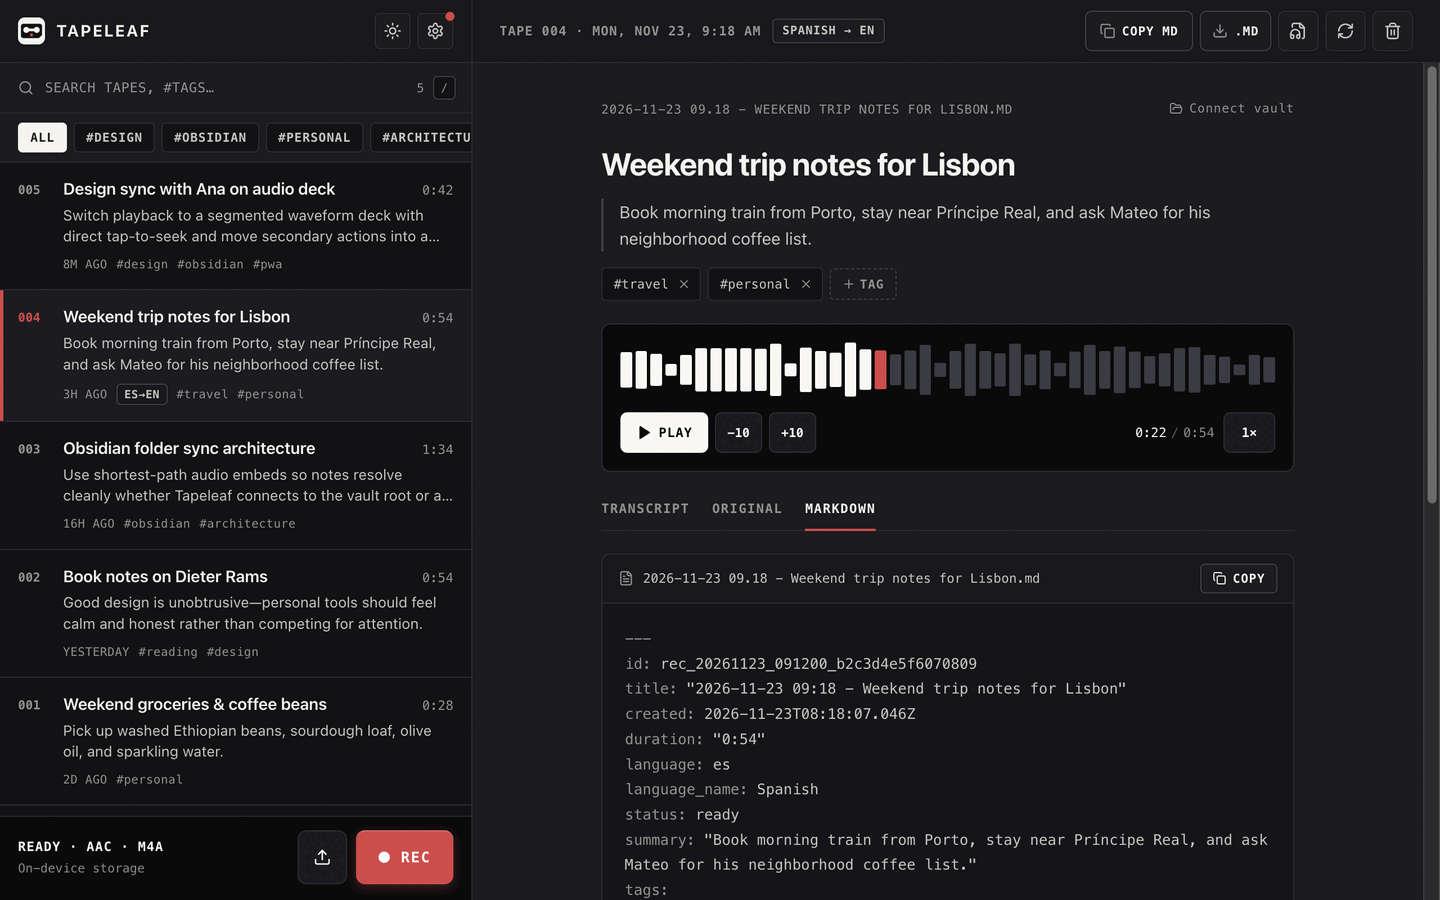 TAPELEAF
SEARCH TAPES, #TAGS…
5 /
ALL #DESIGN #OBSIDIAN #PERSONAL #ARCHITECTU
005 Design sync with Ana on audio deck 0:42
Switch playback to a segmented waveform deck with
direct tap-to-seek and move secondary actions into a…
8M AGO #design #obsidian #pwa
004 Weekend trip notes for Lisbon 0:54
Book morning train from Porto, stay near Príncipe Real,
and ask Mateo for his neighborhood coffee list.
3H AGO ES→EN #travel #personal
003 Obsidian folder sync architecture 1:34
Use shortest-path audio embeds so notes resolve
cleanly whether Tapeleaf connects to the vault root or a…
16H AGO #obsidian #architecture
002 Book notes on Dieter Rams 0:54
Good design is unobtrusive—personal tools should feel
calm and honest rather than competing for attention.
YESTERDAY #reading #design
001 Weekend groceries & coffee beans 0:28
Pick up washed Ethiopian beans, sourdough loaf, olive
oil, and sparkling water.
2D AGO #personal
READY · AAC · M4A
On-device storage
REC
TAPE 004 · MON, NOV 23, 9:18 AM SPANISH → EN
COPY MD .MD
2026-11-23 09.18 – WEEKEND TRIP NOTES FOR LISBON.MD
Connect vault
Weekend trip notes for Lisbon
Book morning train from Porto, stay near Príncipe Real, and ask Mateo for his
neighborhood coffee list.
#travel × #personal × + TAG
PLAY −10 +10 0:22 / 0:54 1×
TRANSCRIPT ORIGINAL MARKDOWN
2026-11-23 09.18 – Weekend trip notes for Lisbon.md COPY
---
id: rec_20261123_091200_b2c3d4e5f6070809
title: "2026-11-23 09:18 – Weekend trip notes for Lisbon"
created: 2026-11-23T08:18:07.046Z
duration: "0:54"
language: es
language_name: Spanish
status: ready
summary: "Book morning train from Porto, stay near Príncipe Real, and ask
Mateo for his neighborhood coffee list."
tags: